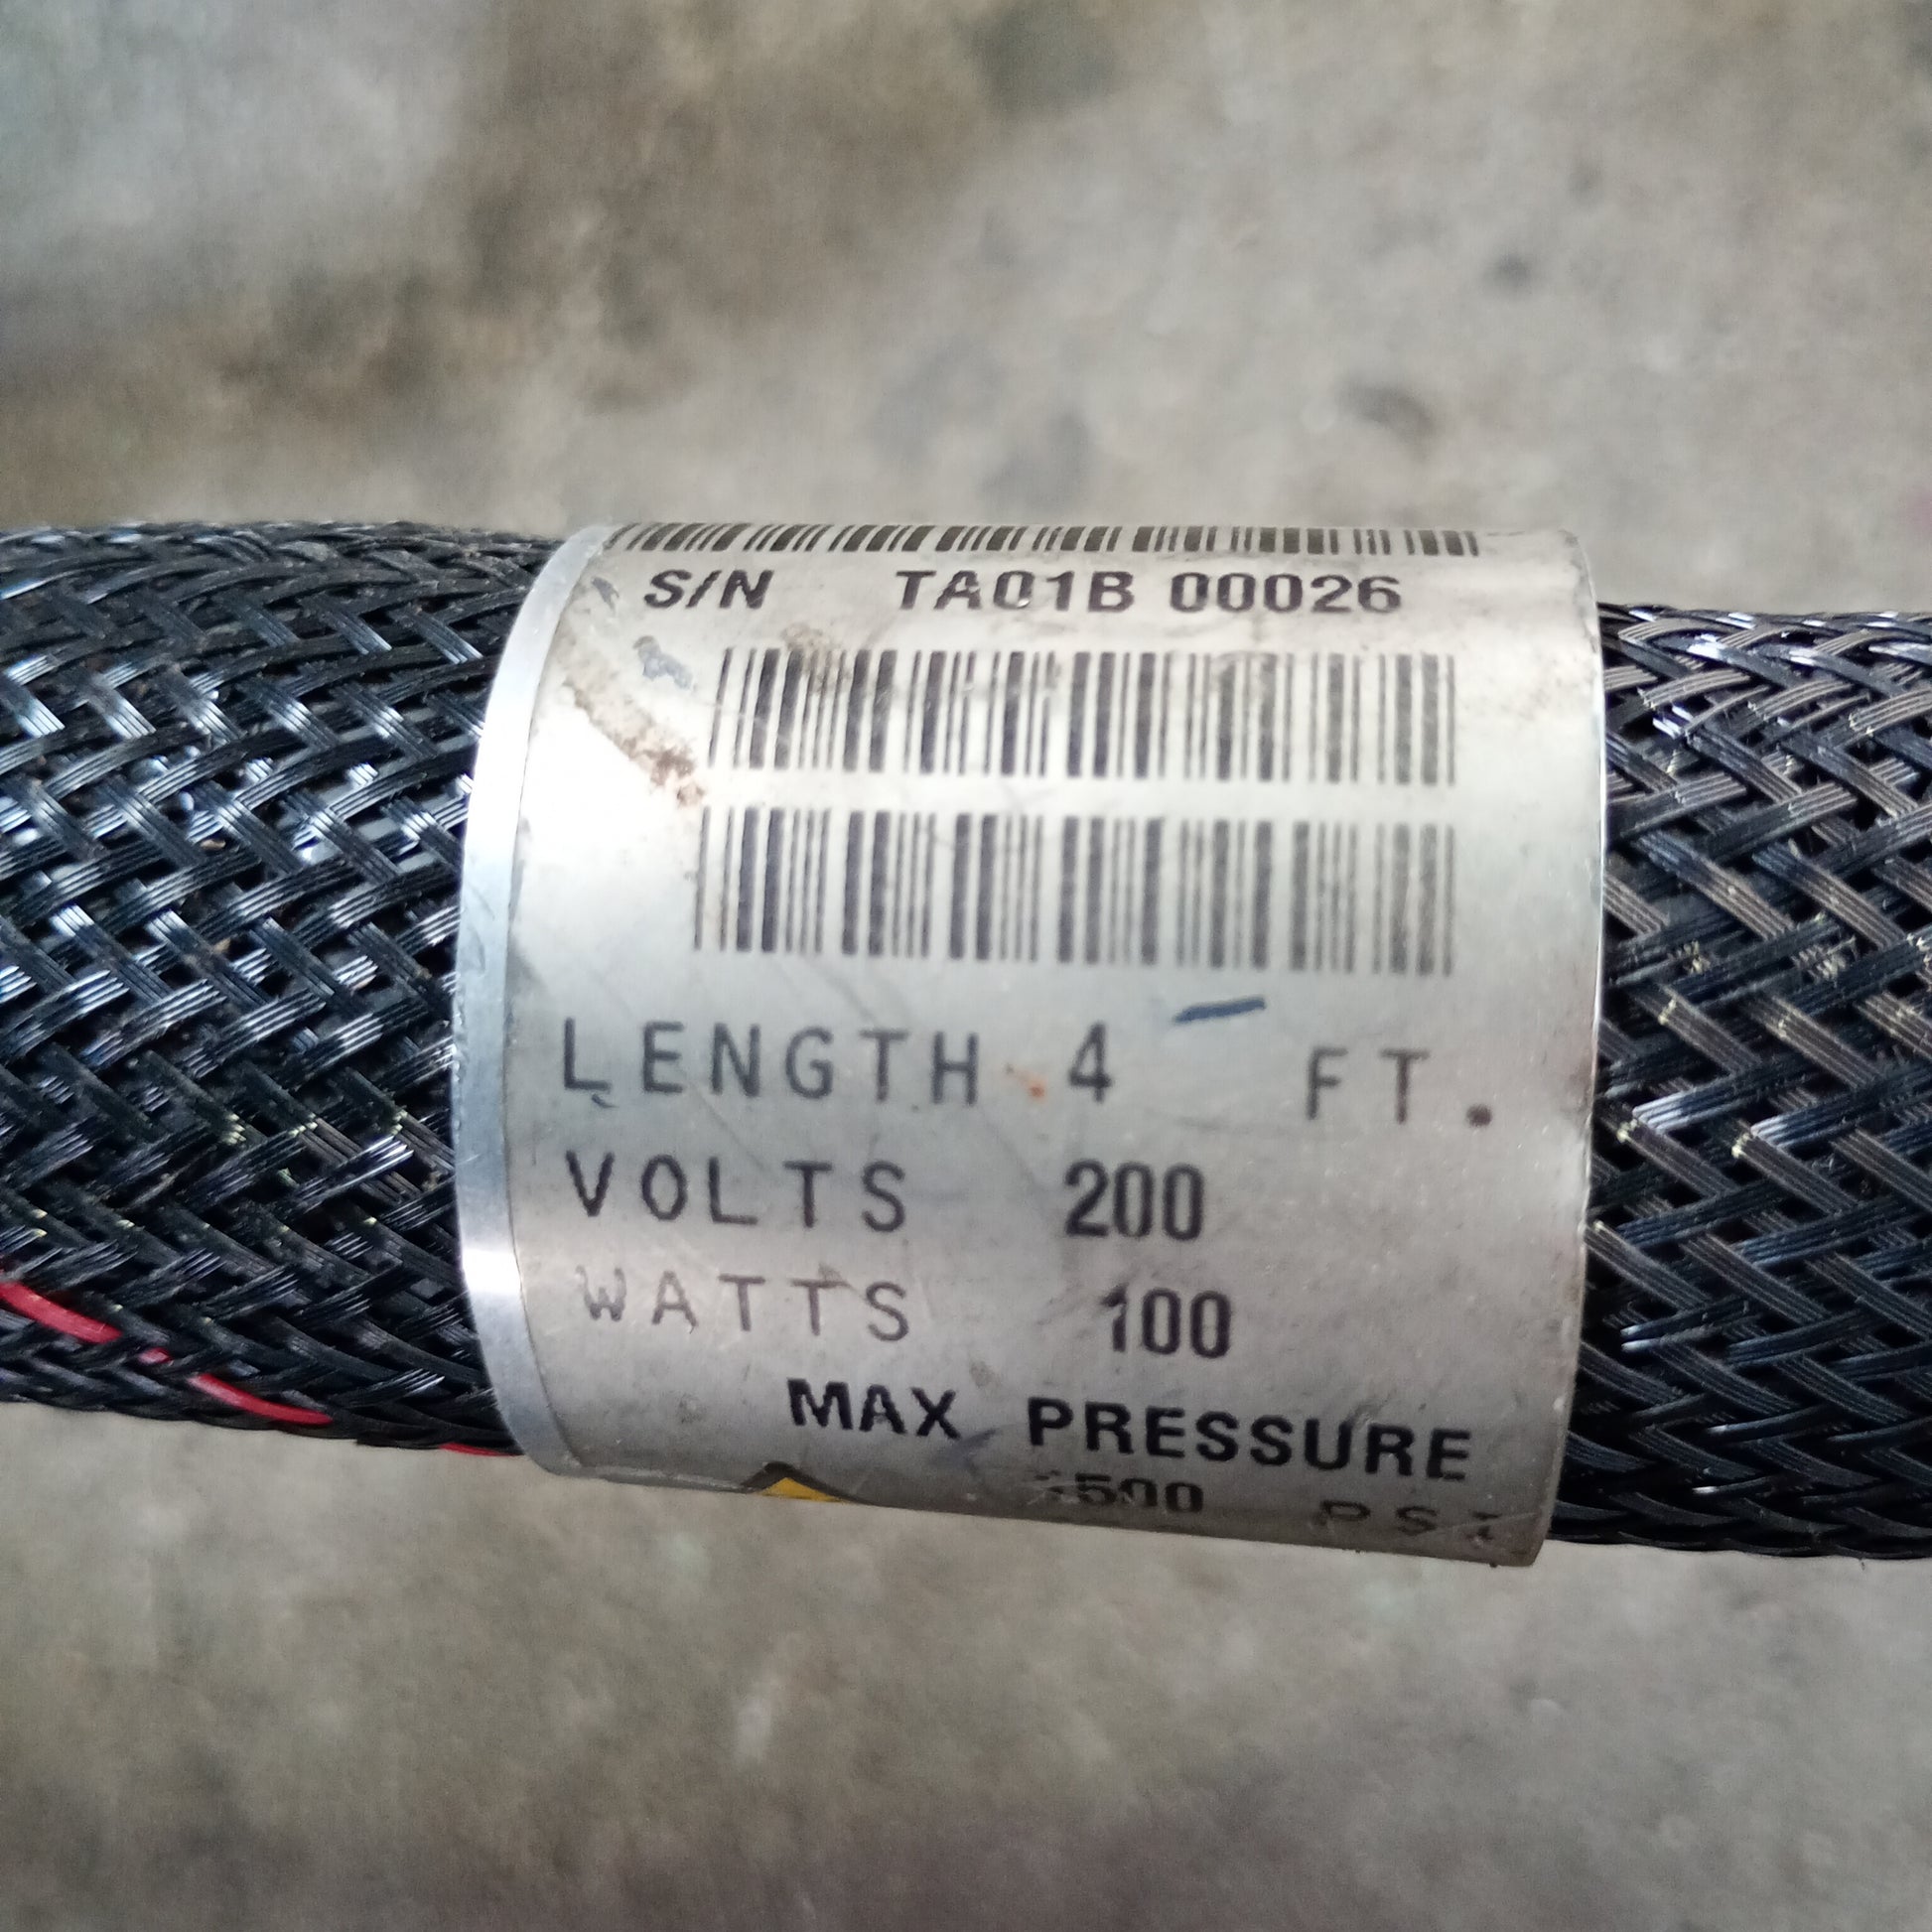 S/N TA01B 00026
LENGTH 4 FT.
VOLTS 200
WATTS 100
MAX PRESSURE
PSI